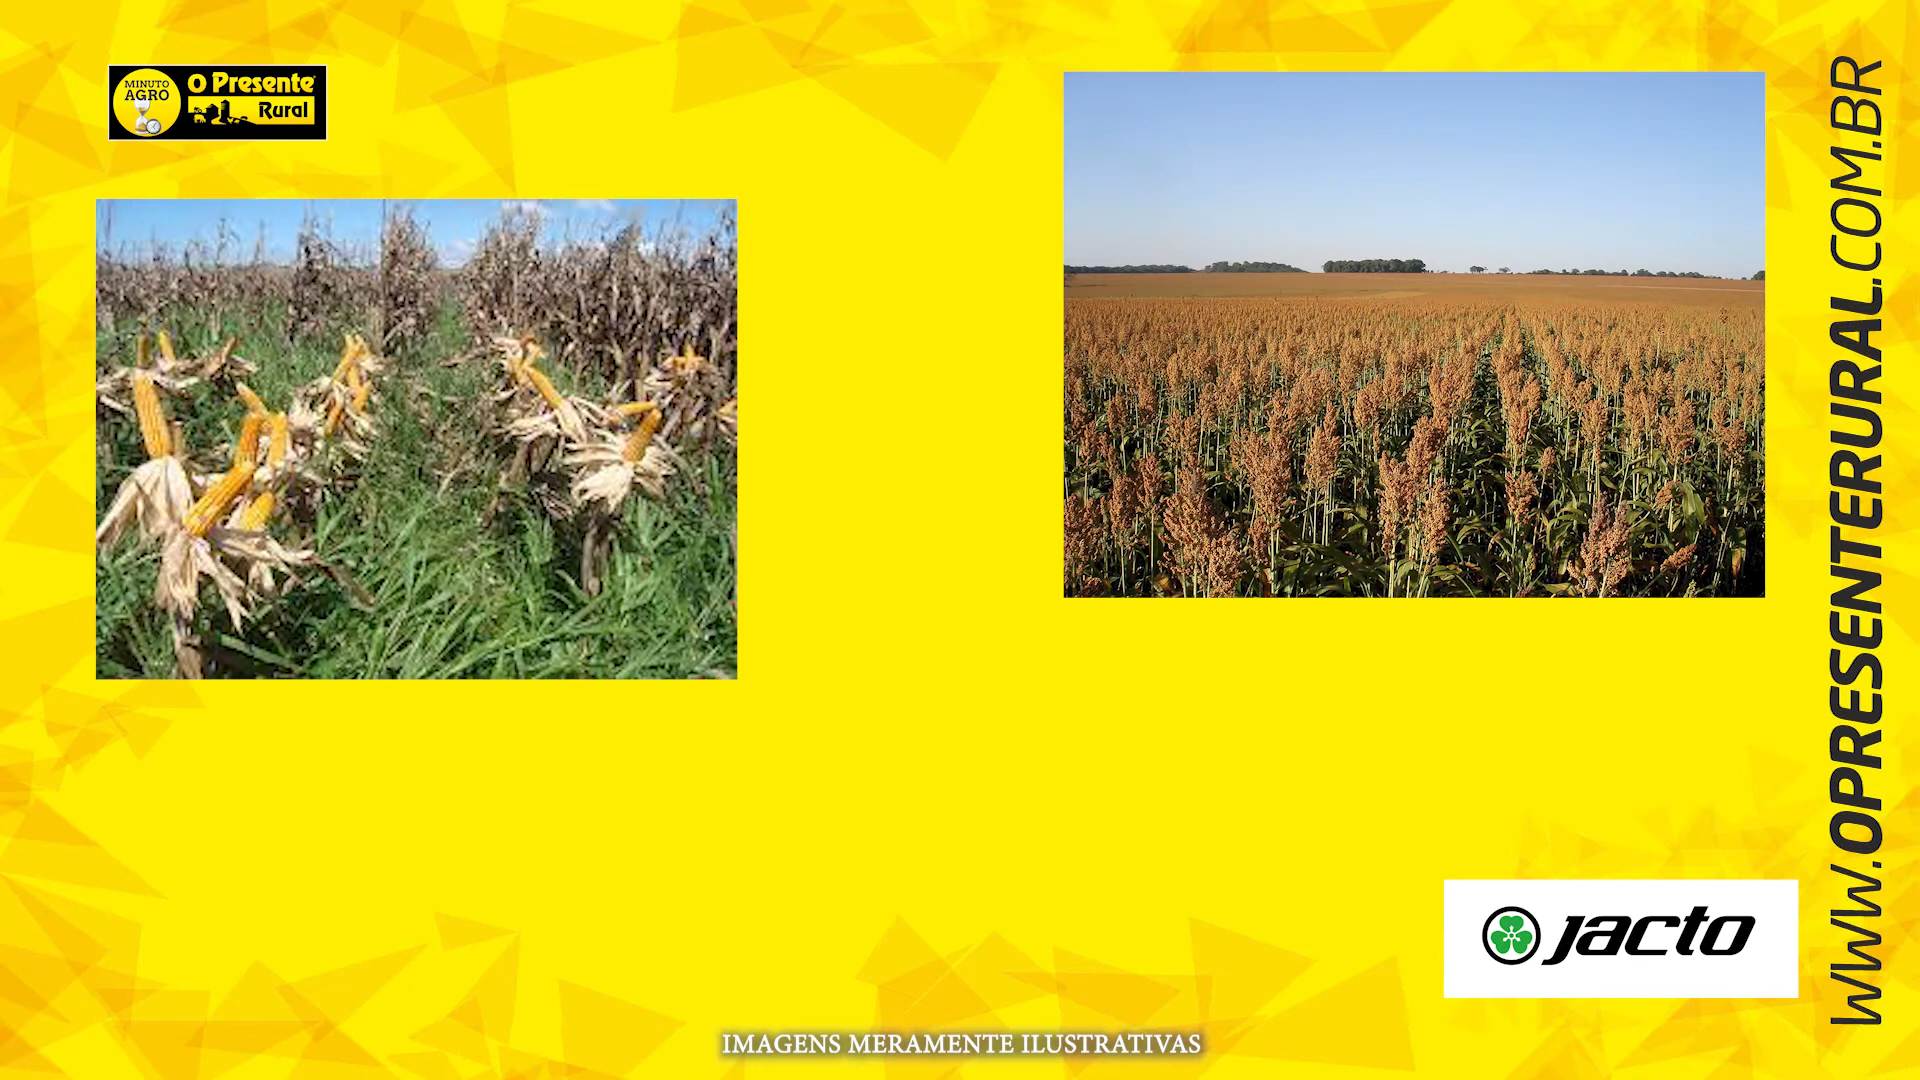 MINUTO
AGRO
O Presente
Rural
WWW.OPRESENTERURAL.COM.BR
jacto
IMAGENS MERAMENTE ILUSTRATIVAS